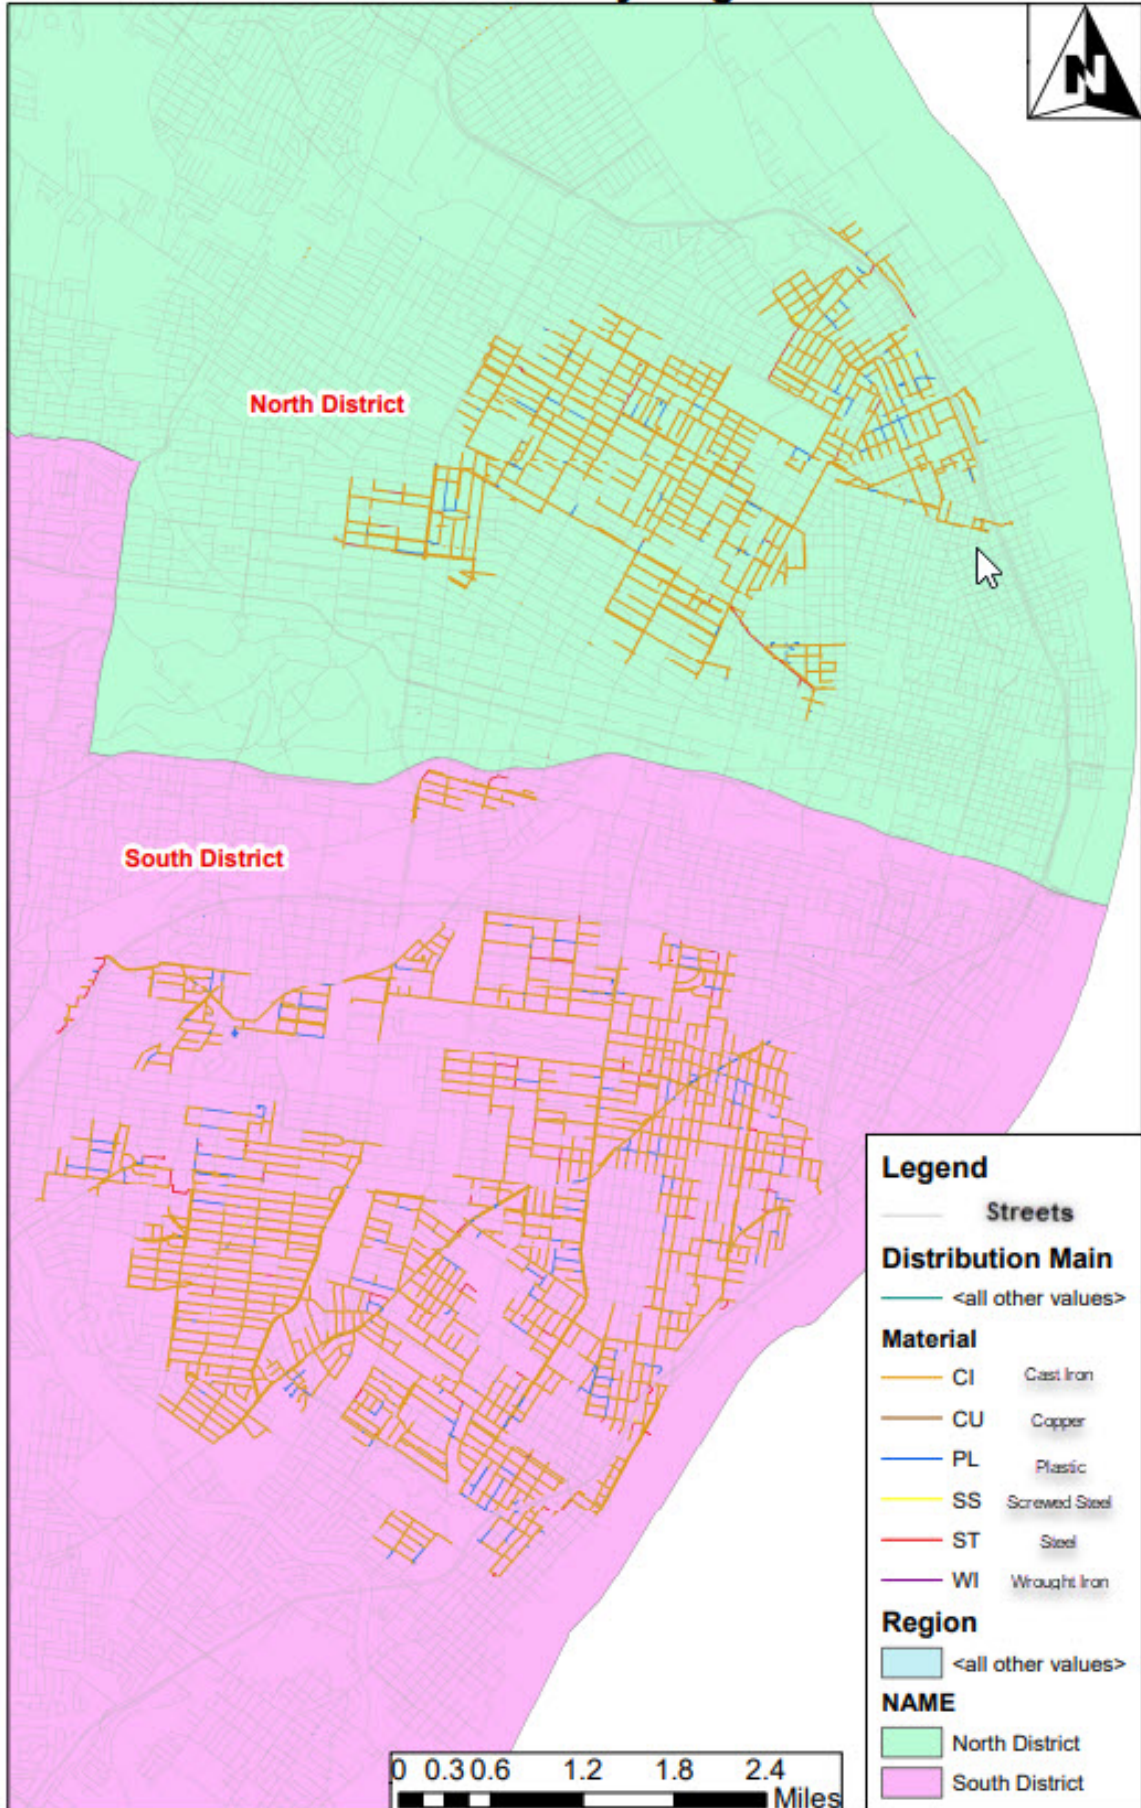 N
North District
South District
Legend
Streets
Distribution Main
<all other values>
Material
CI Cast Iron
CU Copper
PL Plastic
SS Screwed Steel
ST Steel
WI Wrought Iron
Region
<all other values>
NAME
North District
South District
0 0.3 0.6 1.2 1.8 2.4
Miles